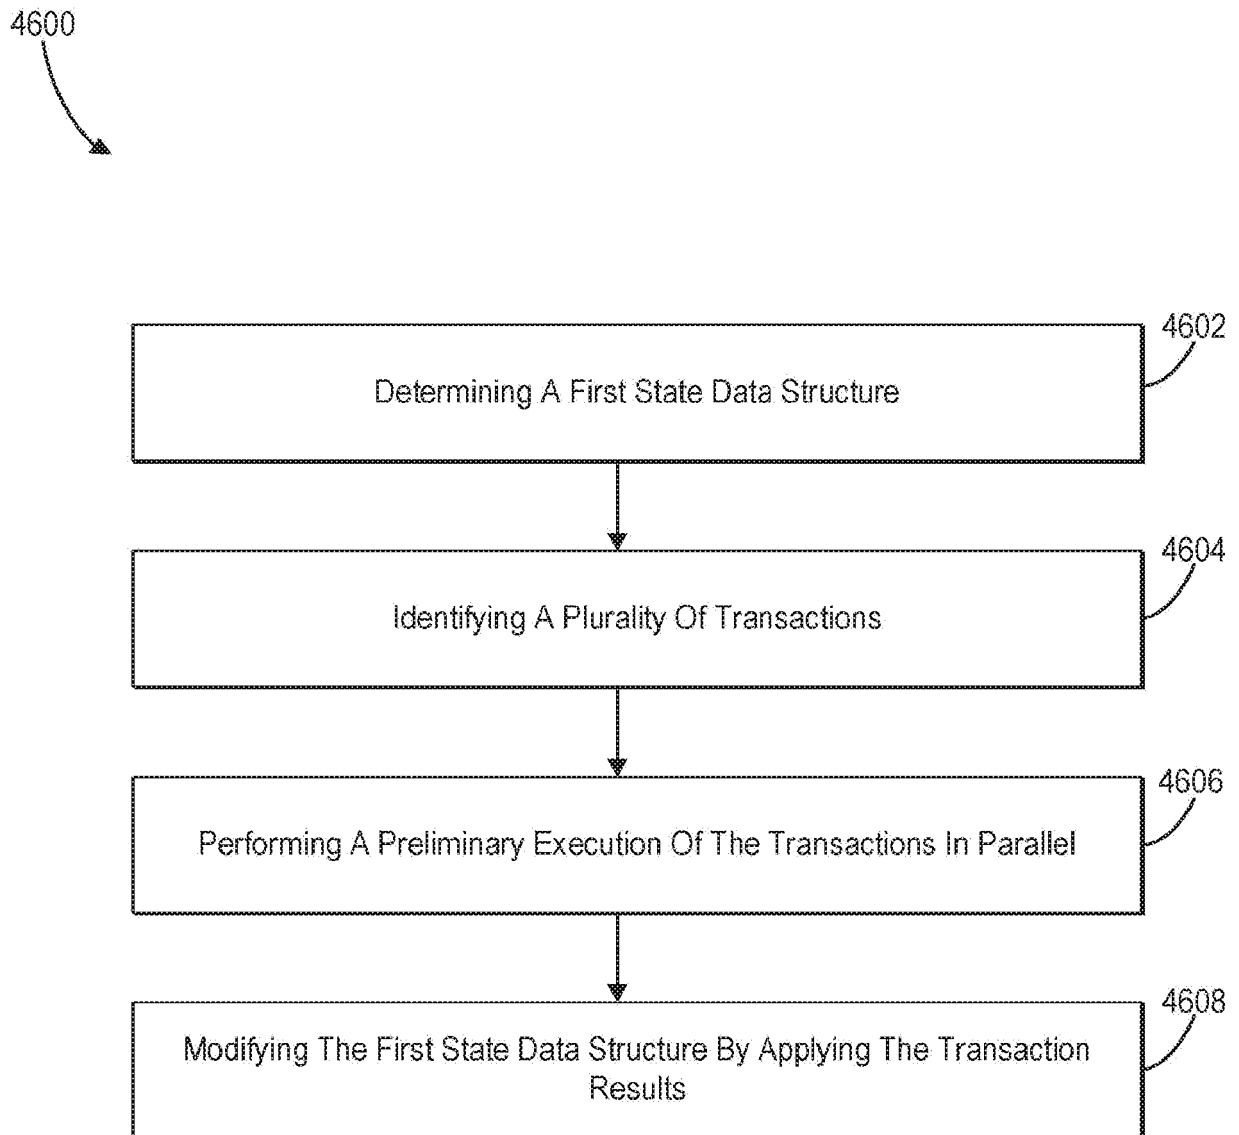 4600
4602
Determining A First State Data Structure
4604
Identifying A Plurality Of Transactions
4606
Performing A Preliminary Execution Of The Transactions In Parallel
4608
Modifying The First State Data Structure By Applying The Transaction
Results